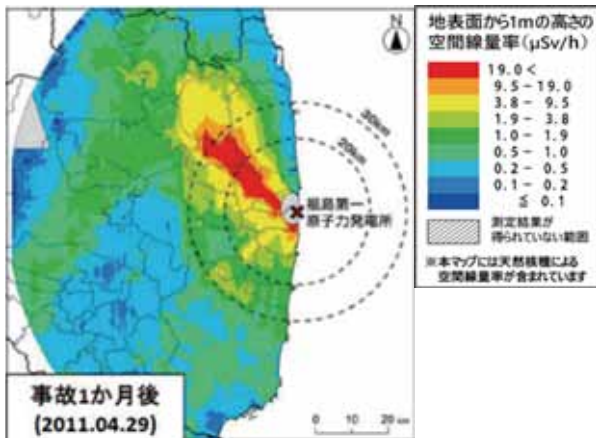 N
30km
20km
福島第一
原子力発電所
事故1か月後
(2011.04.29)
0 10 20 km
地表面から1mの高さの
空間線量率(μSv/h)
19.0 <
9.5 - 19.0
3.8 - 9.5
1.9 - 3.8
1.0 - 1.9
0.5 - 1.0
0.2 - 0.5
0.1 - 0.2
≦ 0.1
測定結果が
得られていない範囲
※本マップには天然核種による
空間線量率が含まれています